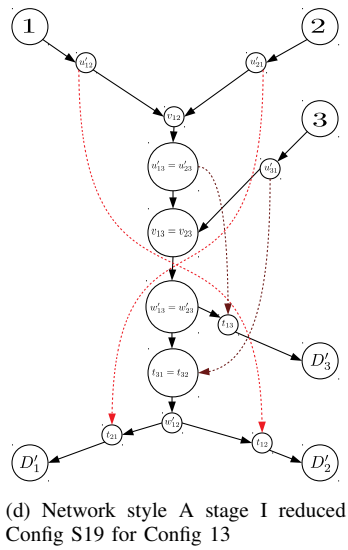 1
2
u′₁₂
u′₂₁
v₁₂
3
u′₁₃ = u′₂₃
u′₃₁
v₁₃ = v₂₃
w′₁₃ = w′₂₃
t₁₃
D′₃
t₃₁ = t₃₂
w′₁₂
t₂₁
t₁₂
D′₁
D′₂
(d) Network style A stage I reduced
Config S19 for Config 13